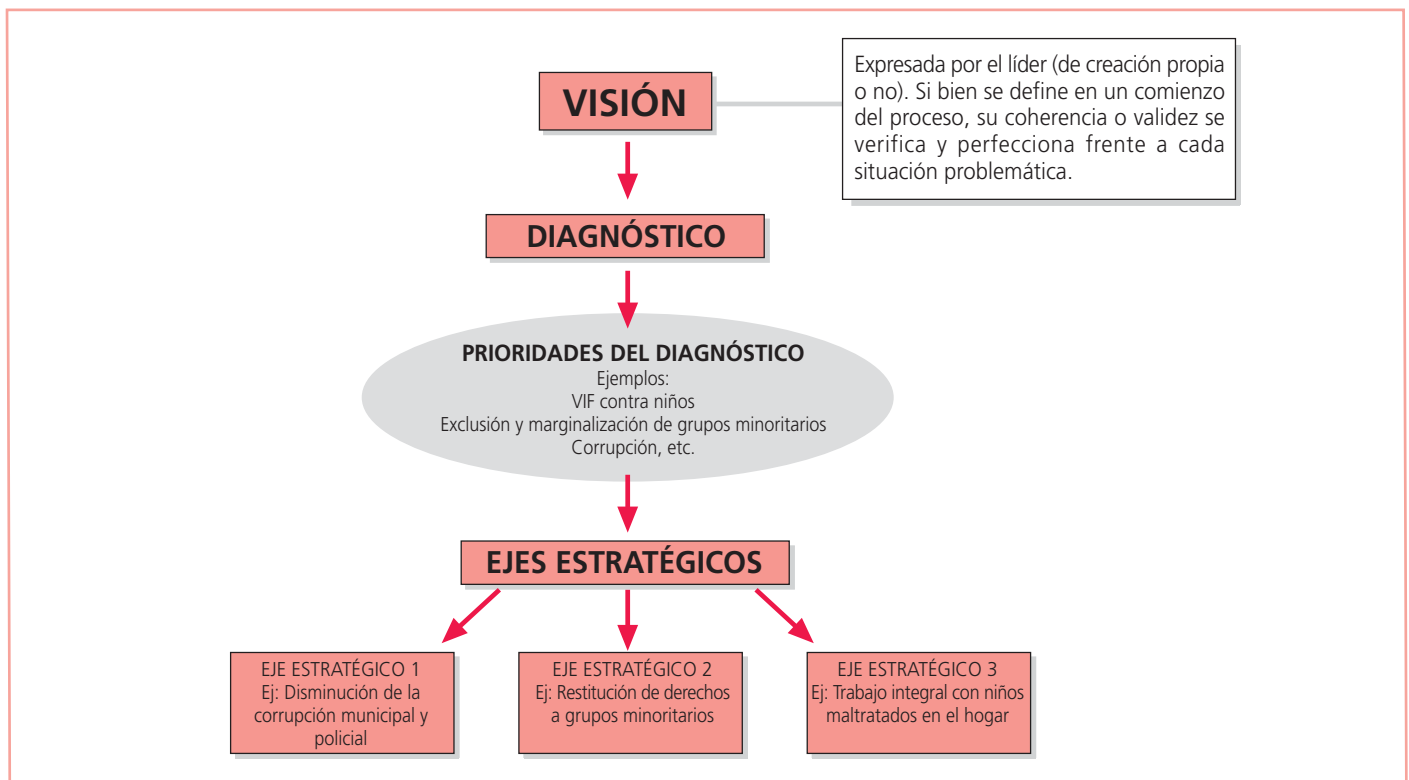 VISIÓN
Expresada por el líder (de creación propia
o no). Si bien se define en un comienzo
del proceso, su coherencia o validez se
verifica y perfecciona frente a cada
situación problemática.
DIAGNÓSTICO
PRIORIDADES DEL DIAGNÓSTICO
Ejemplos:
VIF contra niños
Exclusión y marginalización de grupos minoritarios
Corrupción, etc.
EJES ESTRATÉGICOS
EJE ESTRATÉGICO 1
Ej: Disminución de la
corrupción municipal y
policial
EJE ESTRATÉGICO 2
Ej: Restitución de derechos
a grupos minoritarios
EJE ESTRATÉGICO 3
Ej: Trabajo integral con niños
maltratados en el hogar